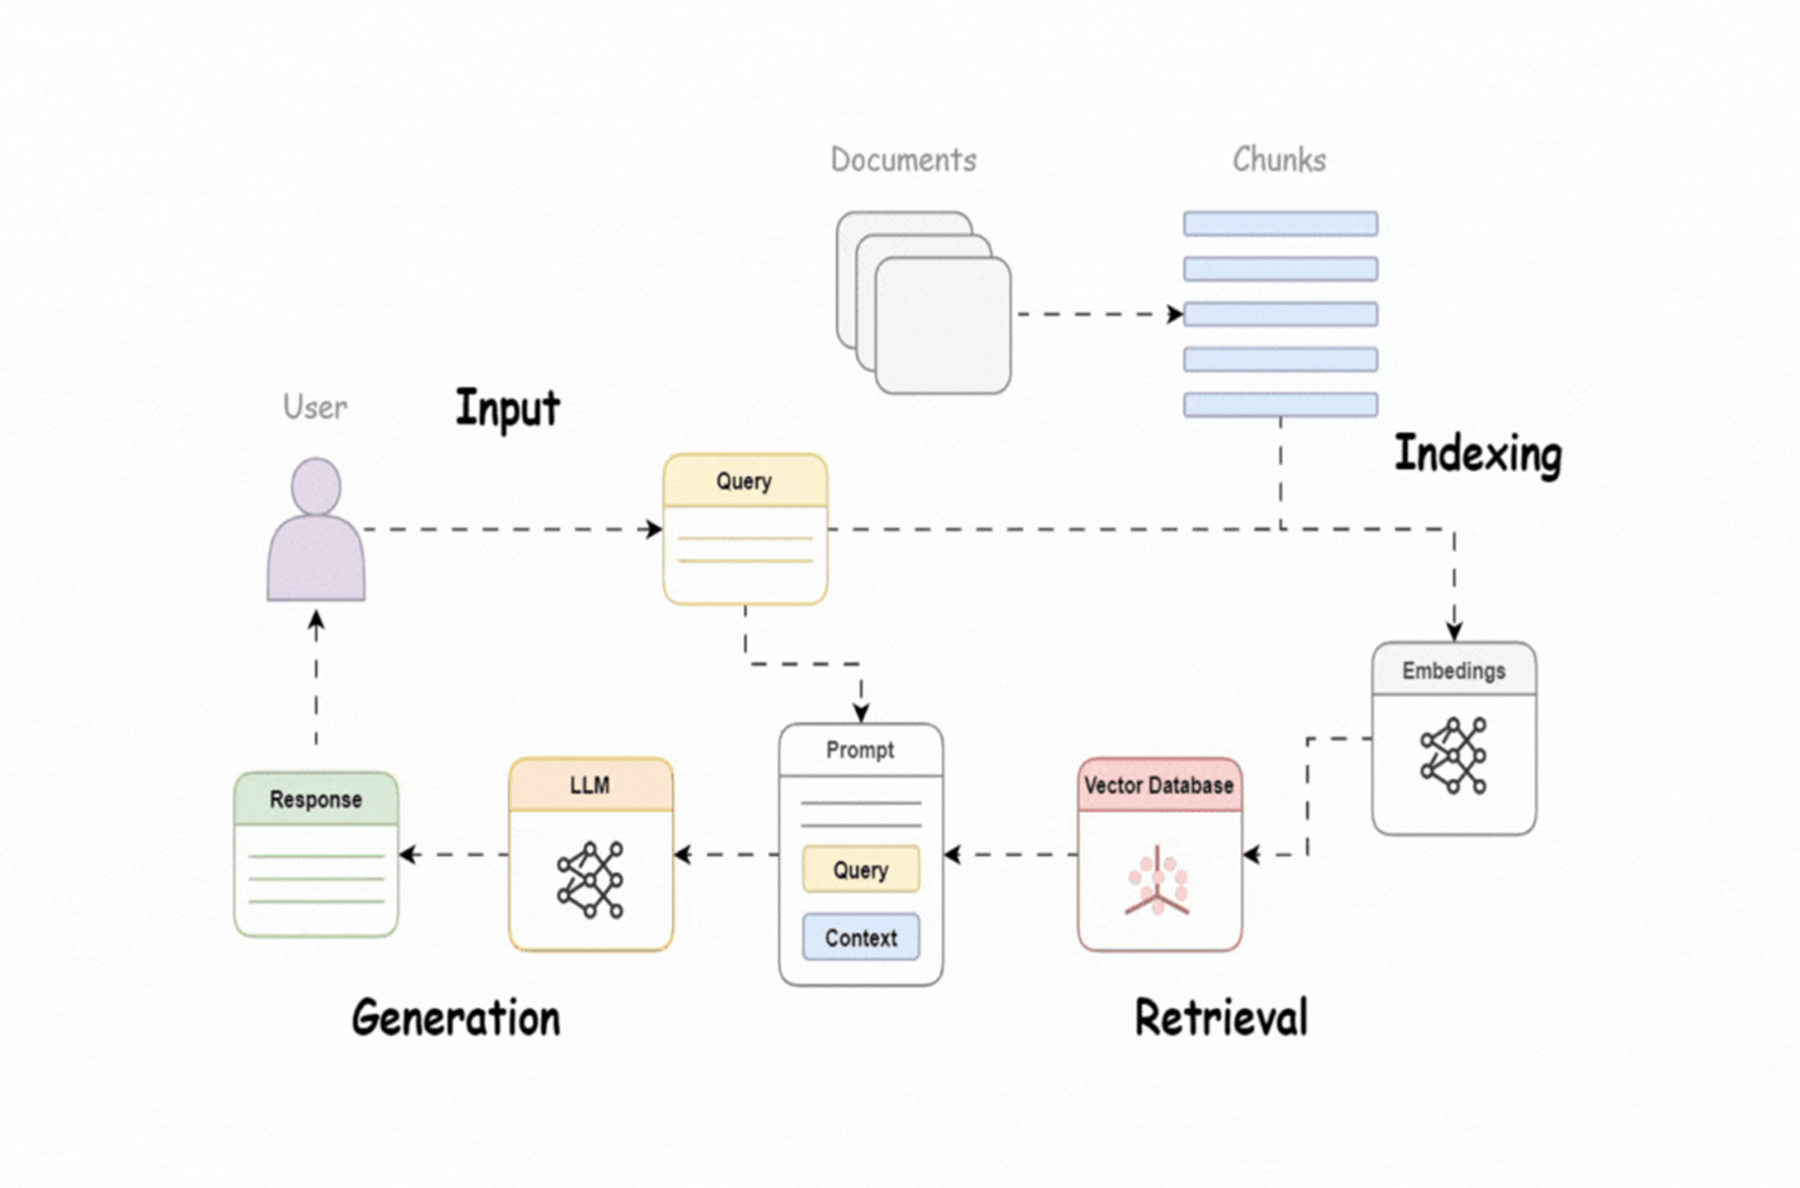 Documents
Chunks
User
Input
Indexing
Query
Embedings
Prompt
Response
LLM
Vector Database
Query
Context
Generation
Retrieval